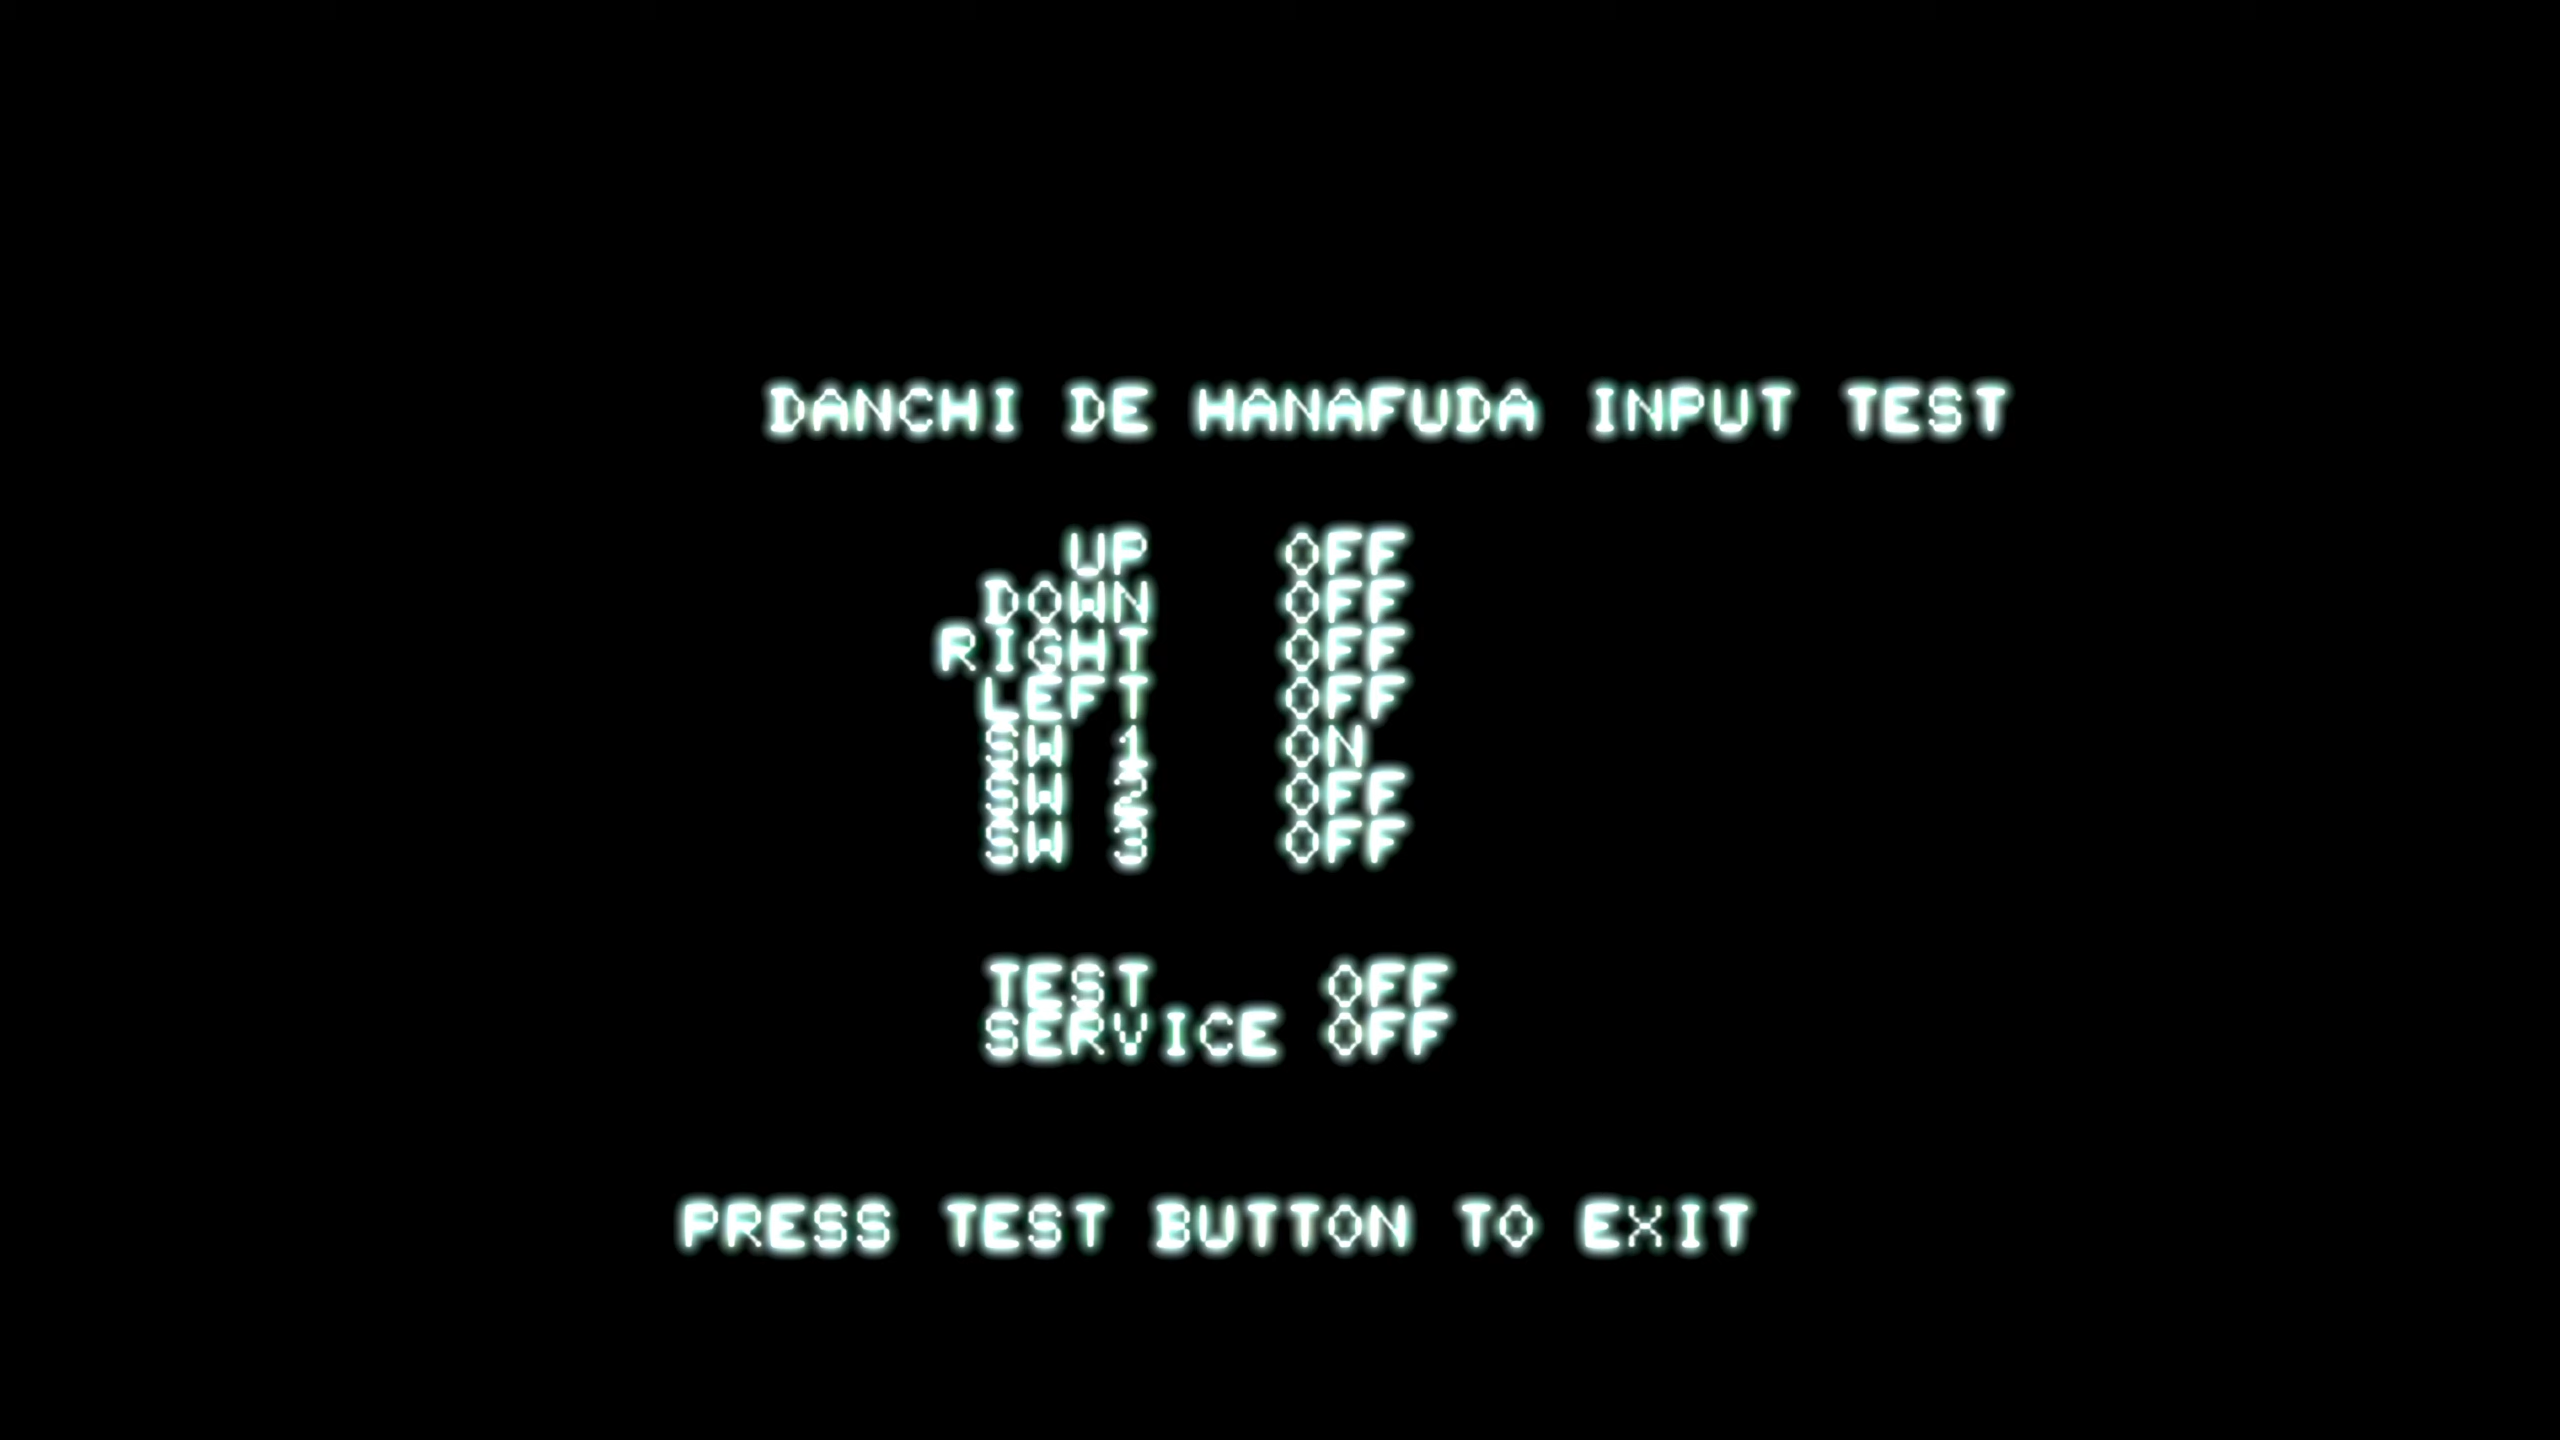 DANCHI DE HANAFUDA INPUT TEST
UP OFF
DOWN OFF
RIGHT OFF
LEFT OFF
SW 1 ON
SW 2 OFF
SW 3 OFF
TEST OFF
SERVICE OFF
PRESS TEST BUTTON TO EXIT